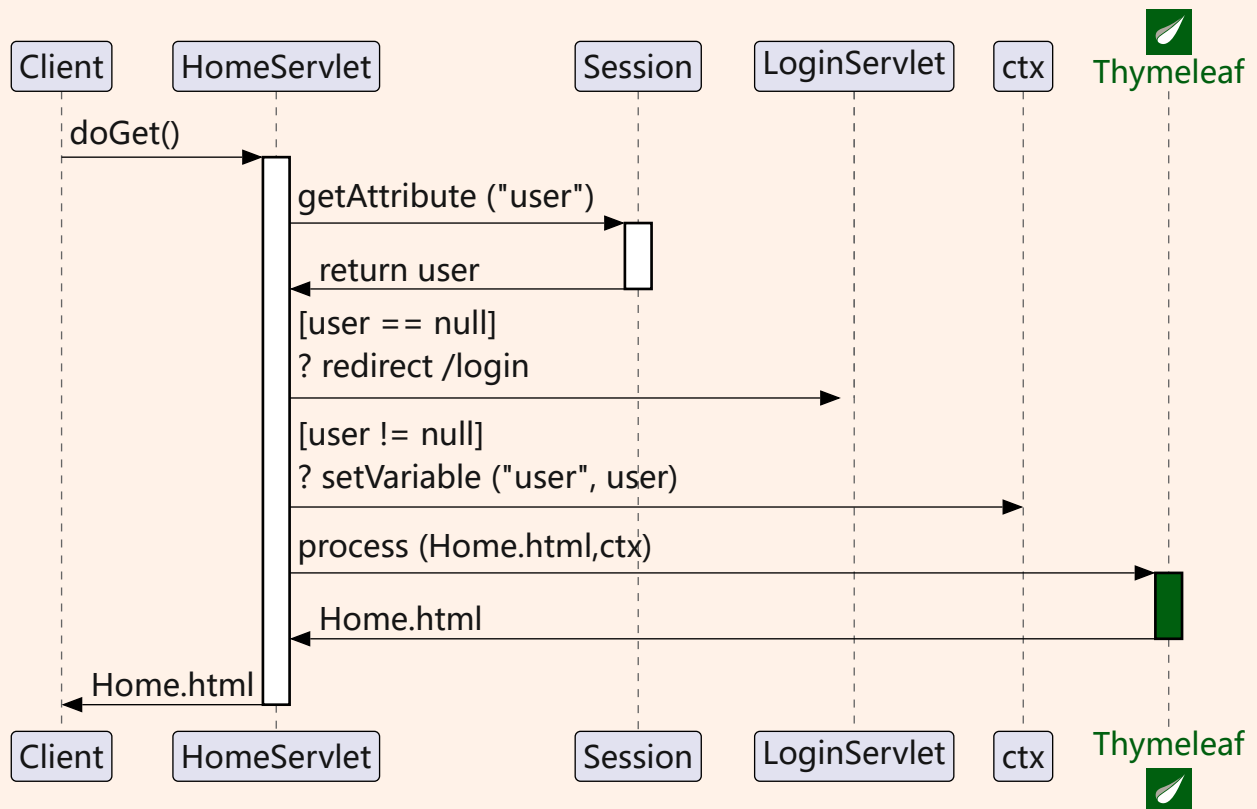 Client
HomeServlet
Session
LoginServlet
ctx
Thymeleaf
doGet()
getAttribute ("user")
return user
[user == null]
? redirect /login
[user != null]
? setVariable ("user", user)
process (Home.html,ctx)
Home.html
Home.html
Client
HomeServlet
Session
LoginServlet
ctx
Thymeleaf